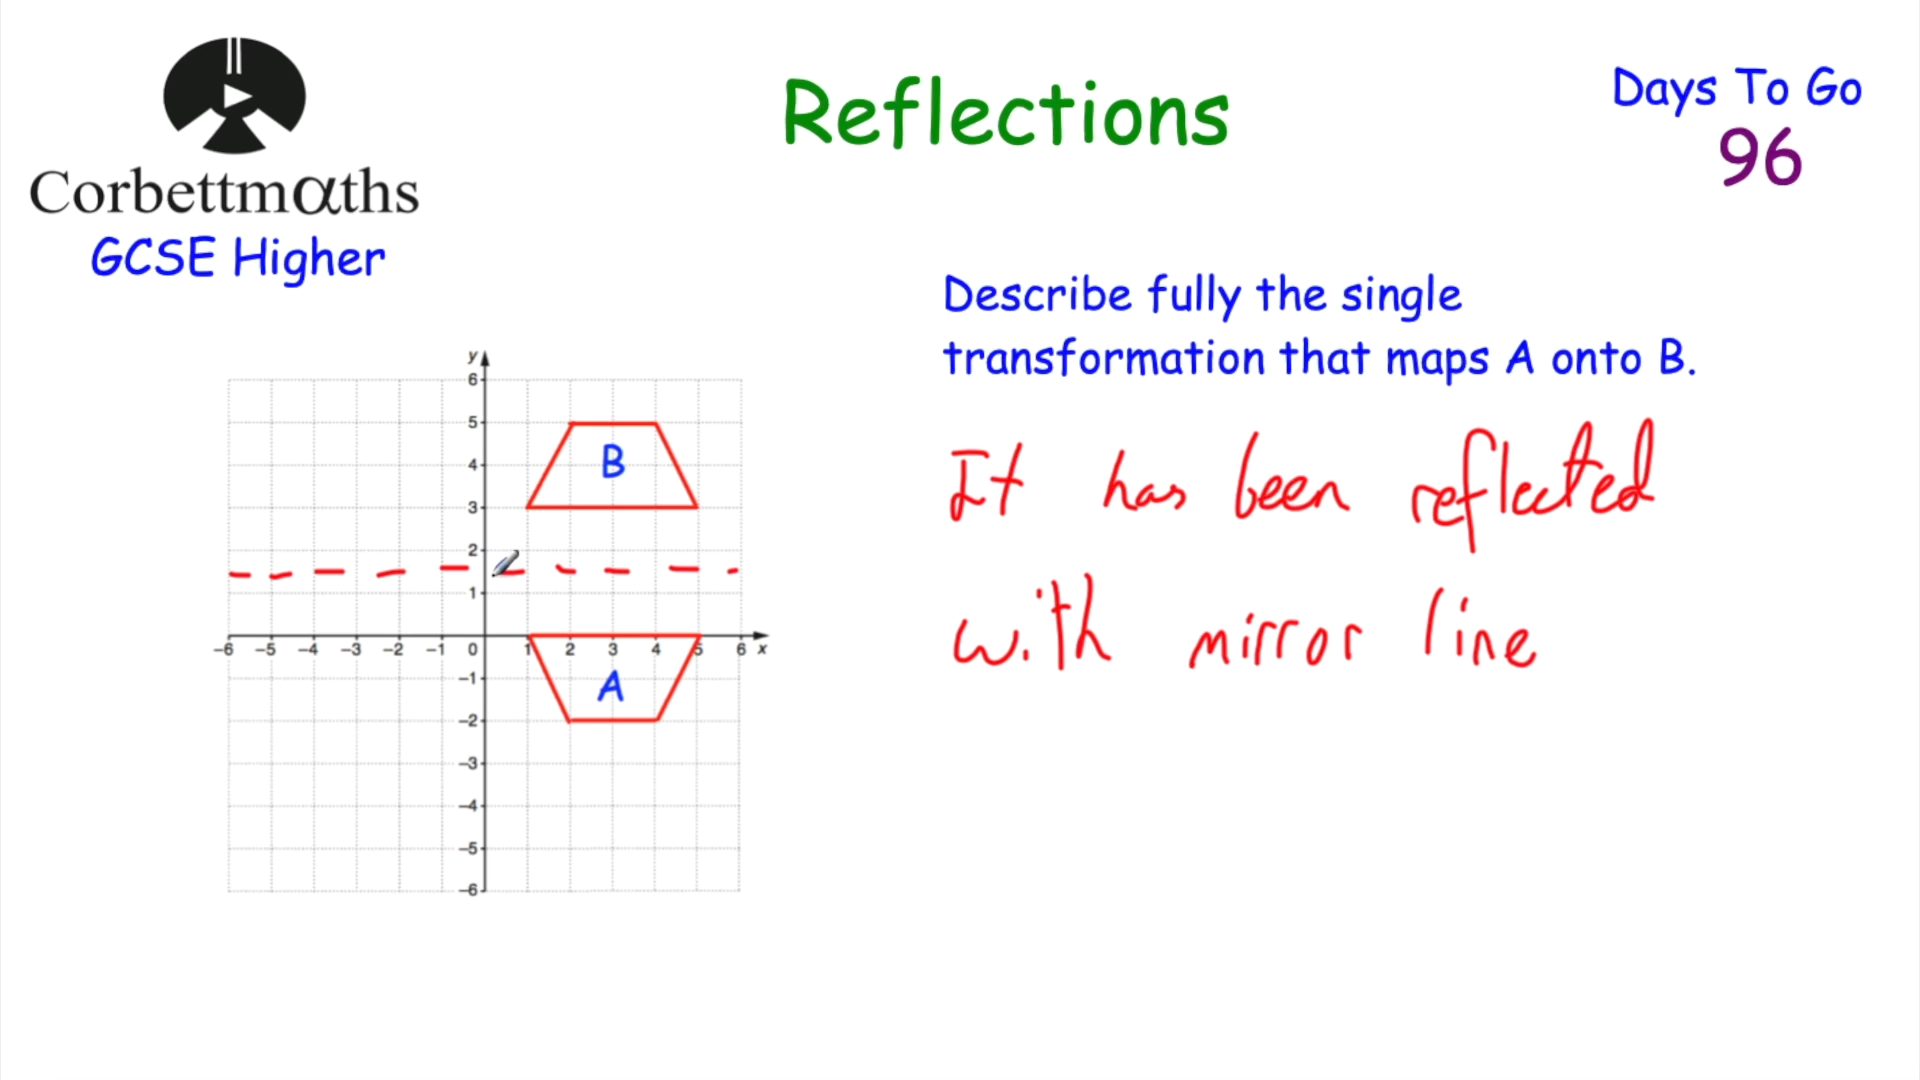 Corbettmαths
GCSE Higher
Reflections
Days To Go
96
Describe fully the single
transformation that maps A onto B.
It has been reflected
with mirror line
y
6
5
4
3
2
1
B
-6 -5 -4 -3 -2 -1 0 1 2 3 4 5 6 x
A
-1
-2
-3
-4
-5
-6